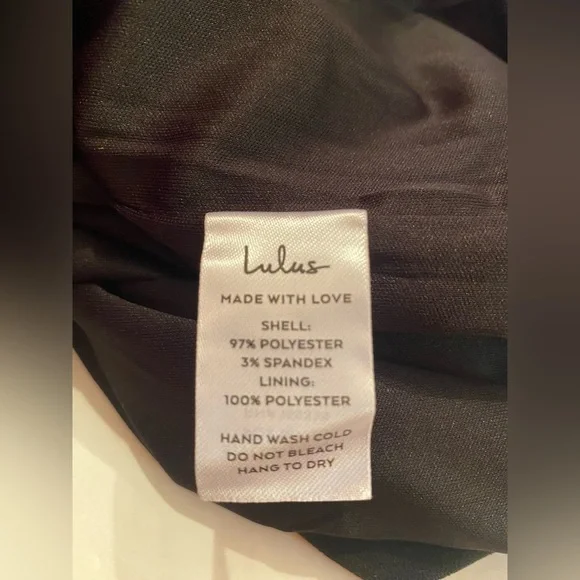 Lulus
MADE WITH LOVE
SHELL:
97% POLYESTER
3% SPANDEX
LINING:
100% POLYESTER
HAND WASH COLD
DO NOT BLEACH
HANG TO DRY